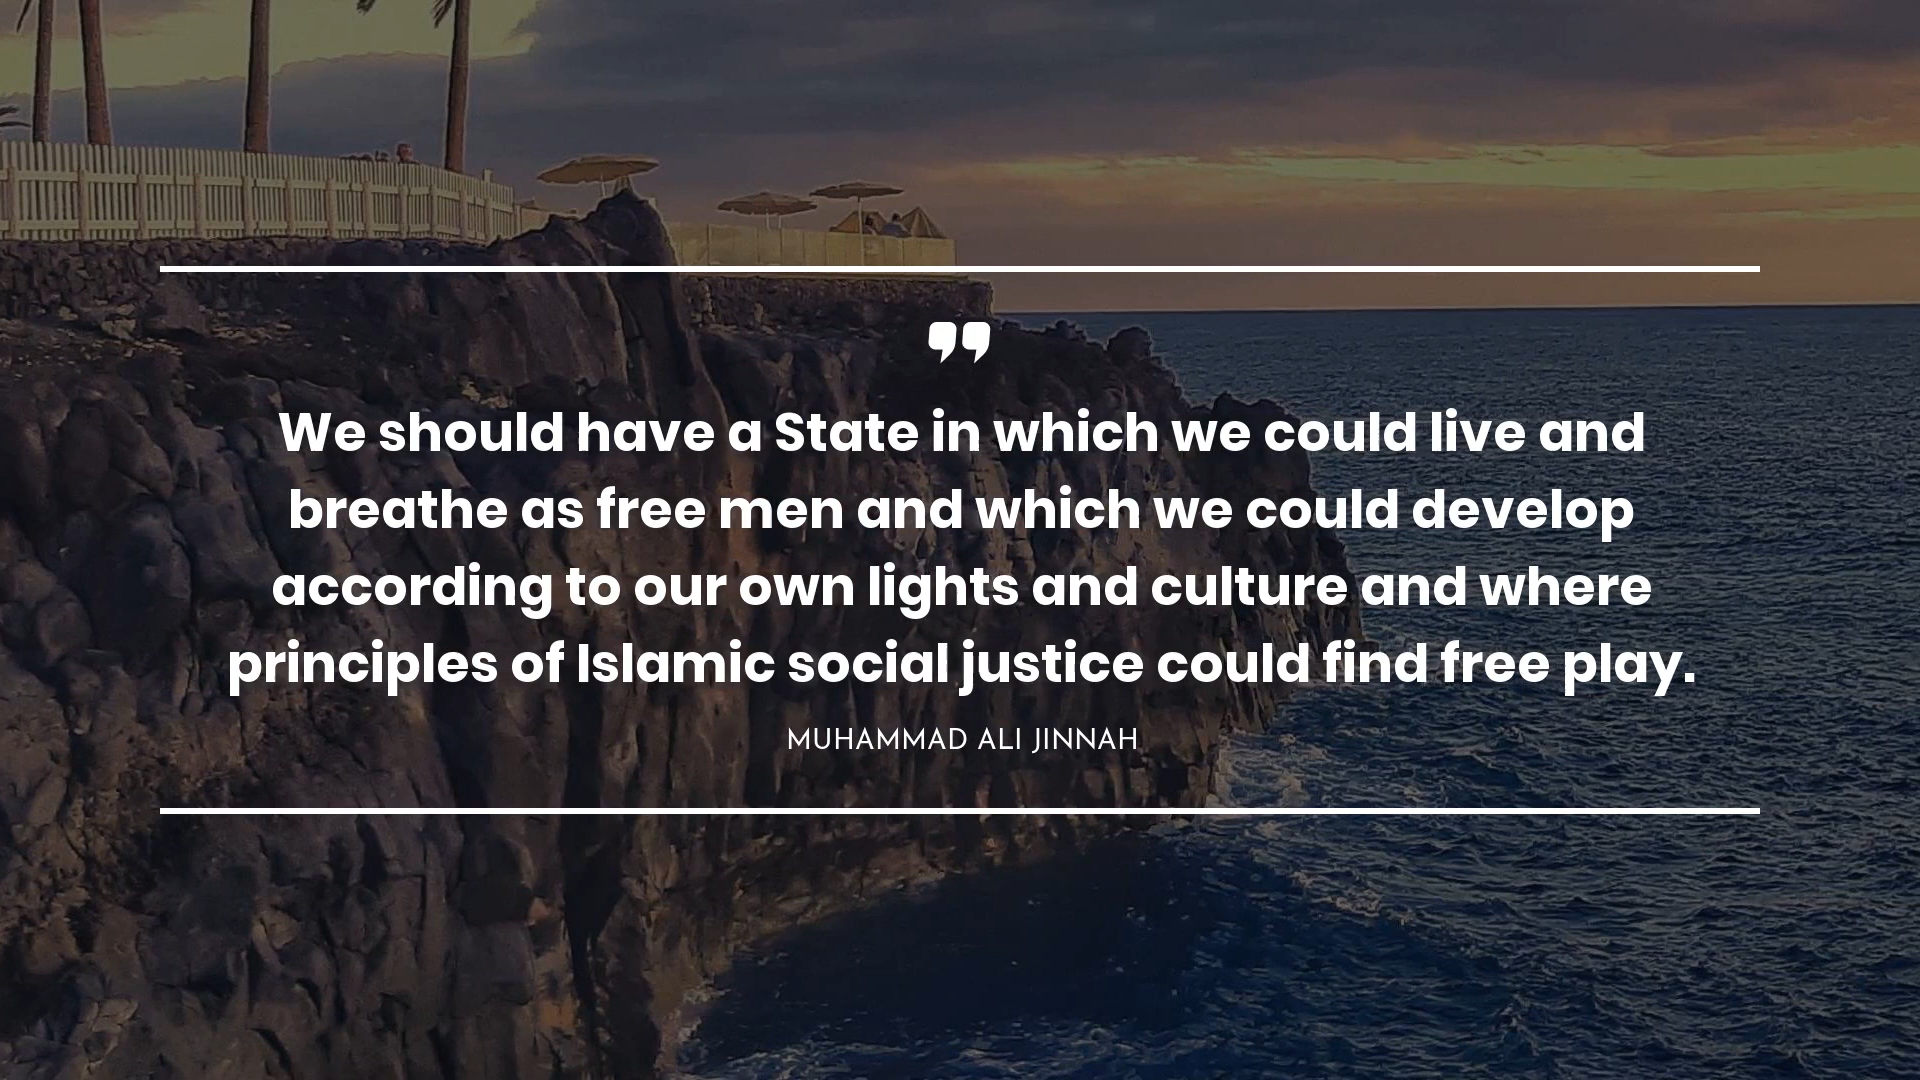 ”
We should have a State in which we could live and
breathe as free men and which we could develop
according to our own lights and culture and where
principles of Islamic social justice could find free play.
MUHAMMAD ALI JINNAH